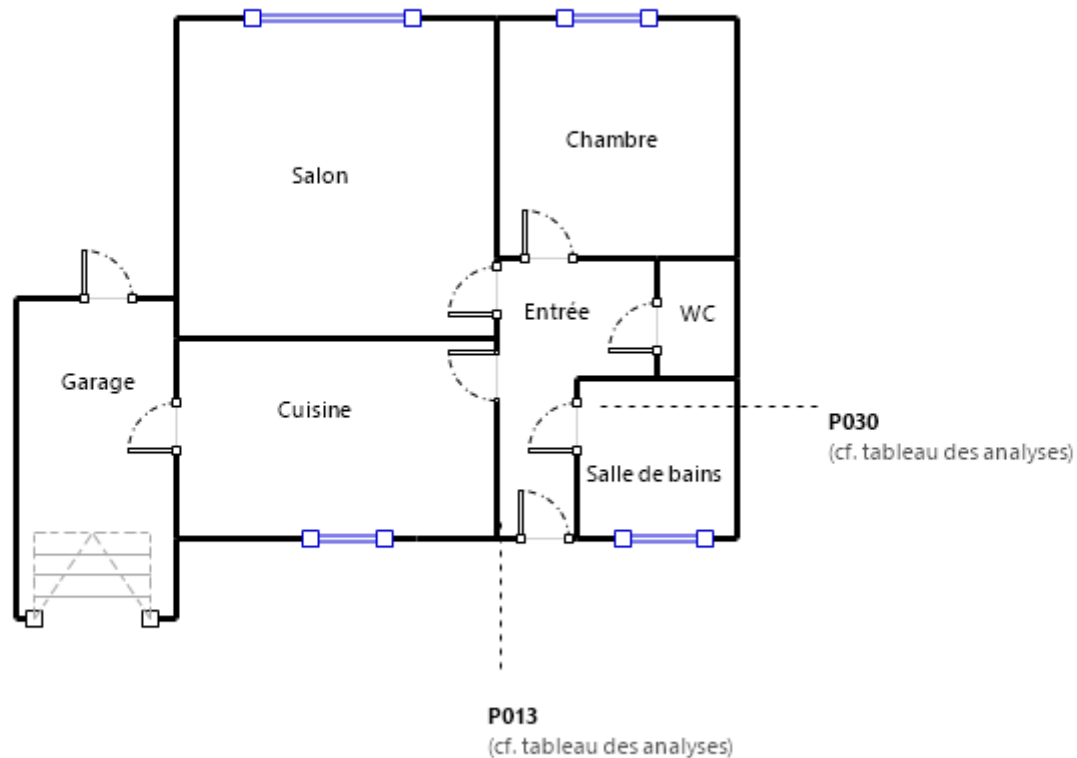 Chambre
Salon
Entrée
WC
Garage
Cuisine
P030
(cf. tableau des analyses)
Salle de bains
P013
(cf. tableau des analyses)